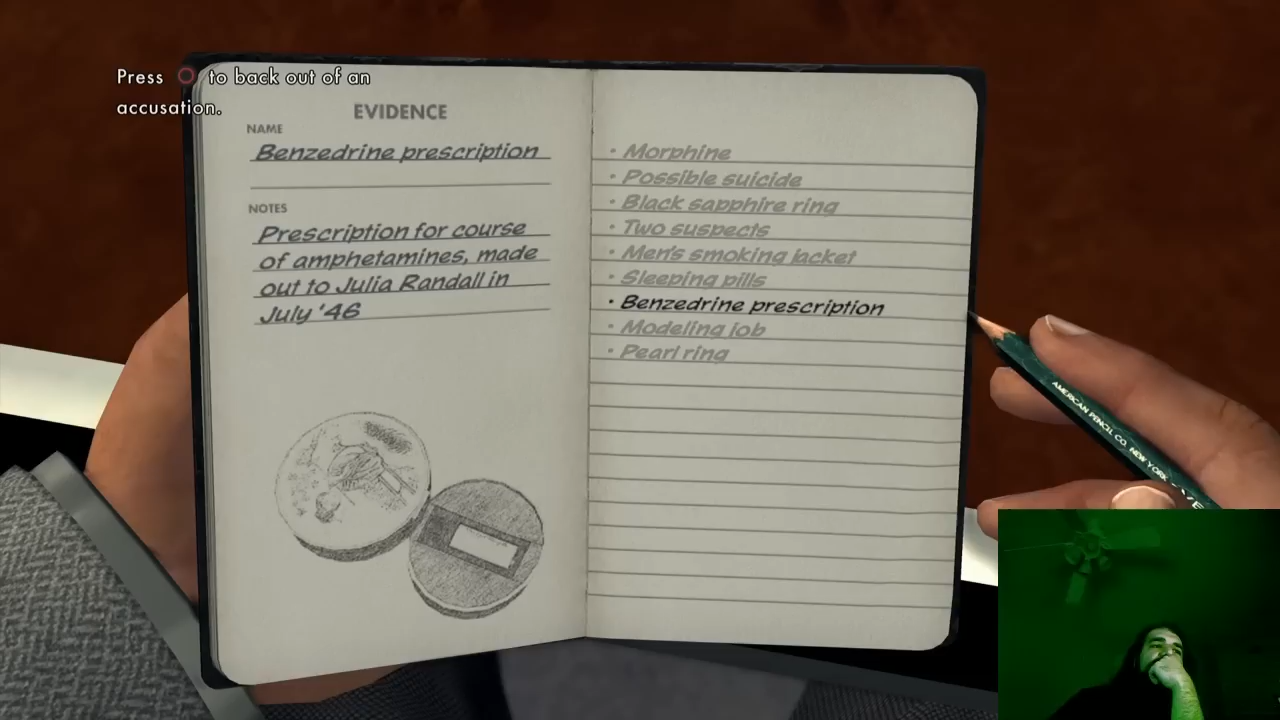 Press ○ to back out of an
accusation.
EVIDENCE
NAME
Benzedrine prescription
NOTES
Prescription for course
of amphetamines, made
out to Julia Randall in
July '46
• Morphine
• Possible suicide
• Black sapphire ring
• Two suspects
• Men's smoking jacket
• Sleeping pills
• Benzedrine prescription
• Modeling job
• Pearl ring
AMERICAN PENCIL CO. NEW YORK